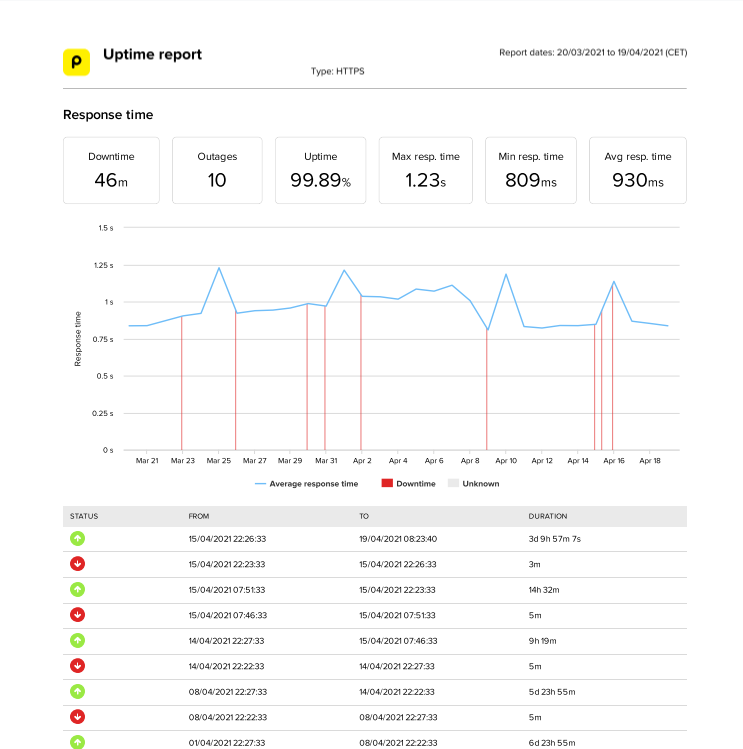 Uptime report
Report dates: 20/03/2021 to 19/04/2021 (CET)
Type: HTTPS
Response time
Downtime Outages Uptime Max resp. time Min resp. time Avg resp. time
46m 10 99.89% 1.23s 809ms 930ms
1.5 s
1.25 s
1 s
0.75 s
0.5 s
0.25 s
0 s
Response time
Mar 21 Mar 23 Mar 25 Mar 27 Mar 29 Mar 31 Apr 2 Apr 4 Apr 6 Apr 8 Apr 10 Apr 12 Apr 14 Apr 16 Apr 18
Average response time Downtime Unknown
STATUS FROM TO DURATION
15/04/2021 22:26:33 19/04/2021 08:23:40 3d 9h 57m 7s
15/04/2021 22:23:33 15/04/2021 22:26:33 3m
15/04/2021 07:51:33 15/04/2021 22:23:33 14h 32m
15/04/2021 07:46:33 15/04/2021 07:51:33 5m
14/04/2021 22:27:33 15/04/2021 07:46:33 9h 19m
14/04/2021 22:22:33 14/04/2021 22:27:33 5m
08/04/2021 22:27:33 14/04/2021 22:22:33 5d 23h 55m
08/04/2021 22:22:33 08/04/2021 22:27:33 5m
01/04/2021 22:27:33 08/04/2021 22:22:33 6d 23h 55m